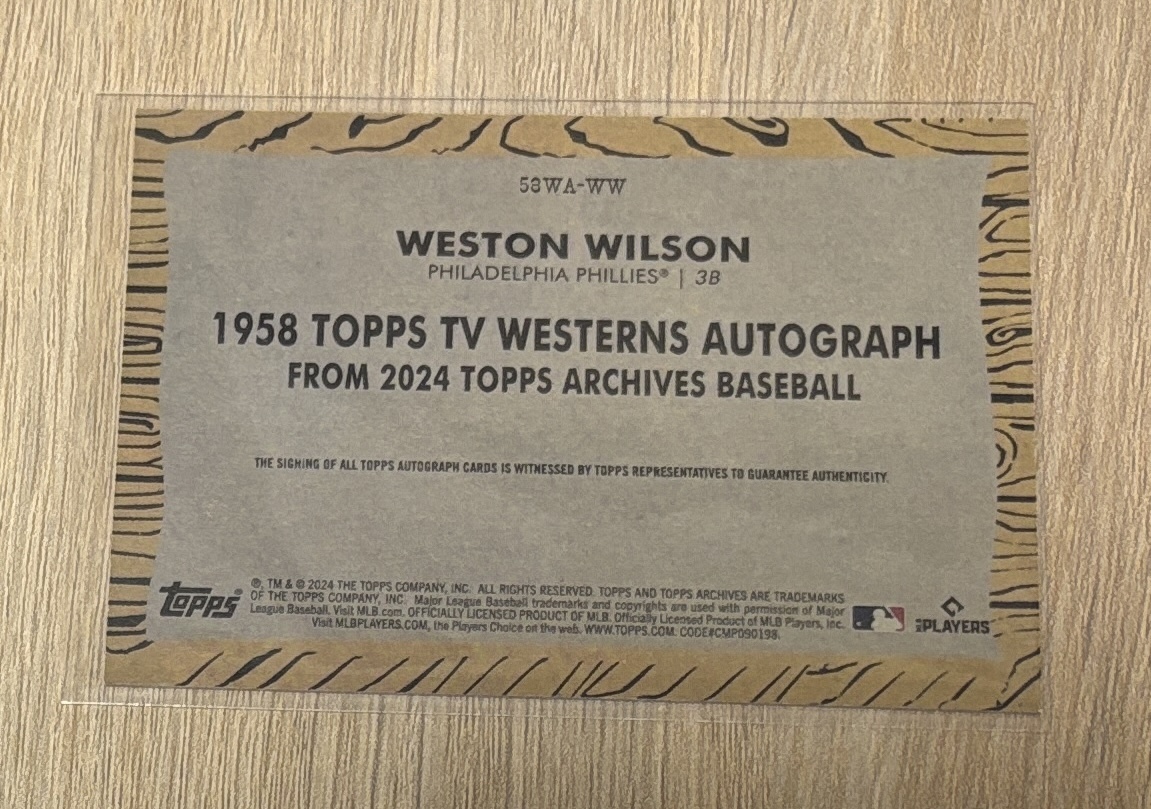 58WA-WW
WESTON WILSON
PHILADELPHIA PHILLIES® | 3B
1958 TOPPS TV WESTERNS AUTOGRAPH
FROM 2024 TOPPS ARCHIVES BASEBALL
THE SIGNING OF ALL TOPPS AUTOGRAPH CARDS IS WITNESSED BY TOPPS REPRESENTATIVES TO GUARANTEE AUTHENTICITY.
Topps®
®, TM & © 2024 THE TOPPS COMPANY, INC. ALL RIGHTS RESERVED. TOPPS AND TOPPS ARCHIVES ARE TRADEMARKS
OF THE TOPPS COMPANY, INC. Major League Baseball trademarks and copyrights are used with permission of Major
League Baseball. Visit MLB.com. OFFICIALLY LICENSED PRODUCT OF MLB. Officially Licensed Product of MLB Players, Inc.
Visit MLBPLAYERS.COM, the Players Choice on the web. WWW.TOPPS.COM. CODE#CMP090198.
MLB PLAYERS